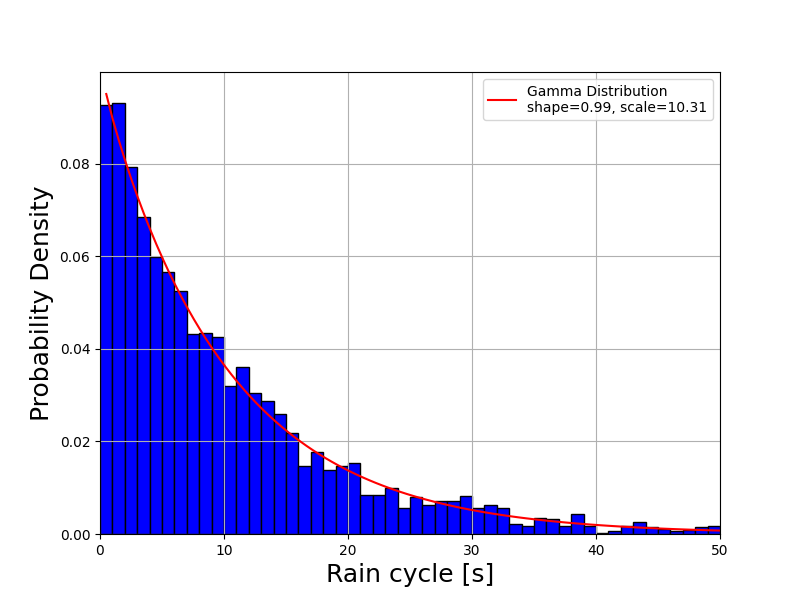 Gamma Distribution
shape=0.99, scale=10.31
0.08
0.06
0.04
0.02
0.00
Probability Density
0 10 20 30 40 50
Rain cycle [s]